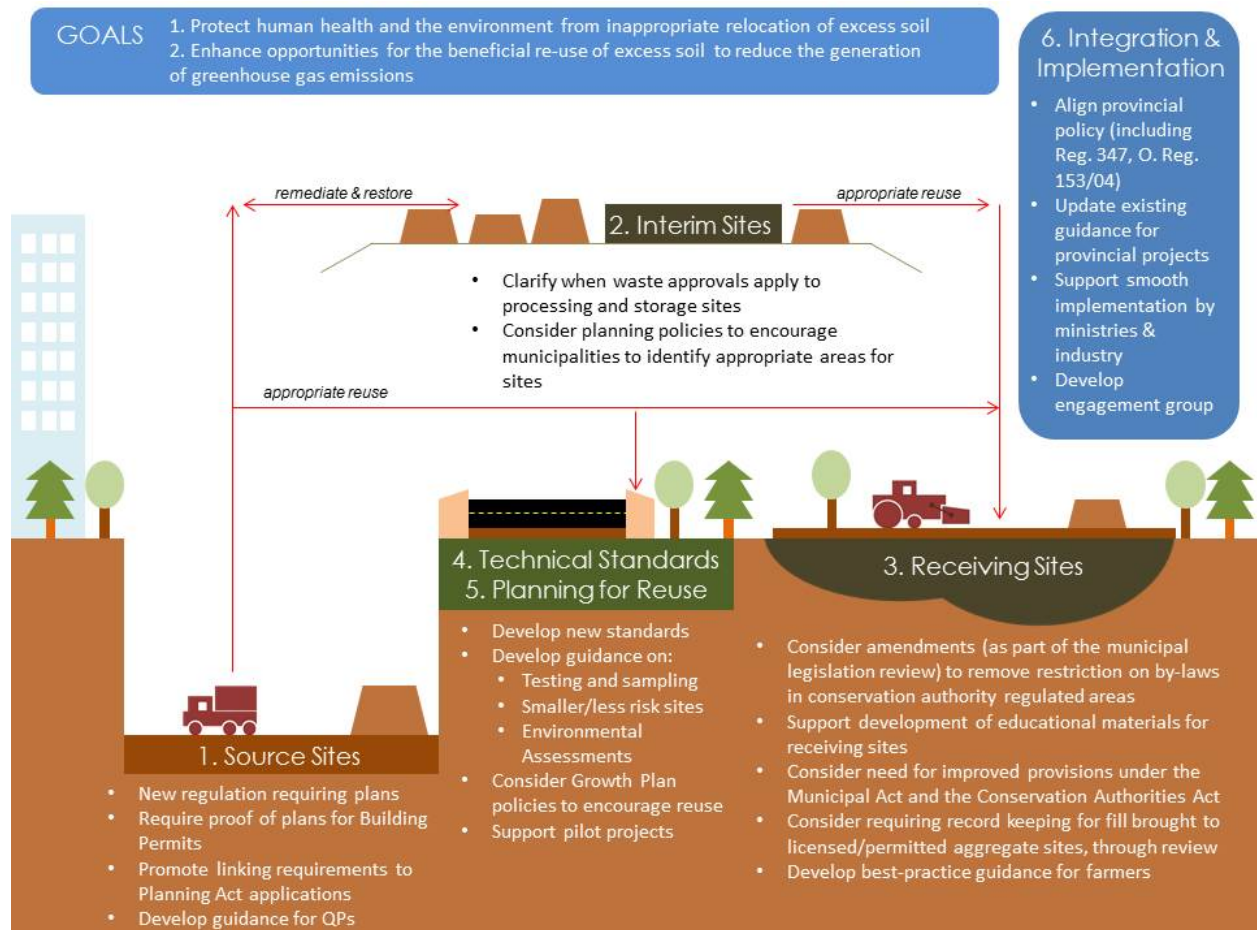 GOALS
1. Protect human health and the environment from inappropriate relocation of excess soil
2. Enhance opportunities for the beneficial re-use of excess soil to reduce the generation
of greenhouse gas emissions
6. Integration &
Implementation
• Align provincial
policy (including
Reg. 347, O. Reg.
153/04)
• Update existing
guidance for
provincial projects
• Support smooth
implementation by
ministries &
industry
• Develop
engagement group
remediate & restore
appropriate reuse
2. Interim Sites
• Clarify when waste approvals apply to
processing and storage sites
• Consider planning policies to encourage
municipalities to identify appropriate areas for
sites
appropriate reuse
1. Source Sites
• New regulation requiring plans
• Require proof of plans for Building
Permits
• Promote linking requirements to
Planning Act applications
• Develop guidance for QPs
4. Technical Standards
5. Planning for Reuse
• Develop new standards
• Develop guidance on:
• Testing and sampling
• Smaller/less risk sites
• Environmental
Assessments
• Consider Growth Plan
policies to encourage reuse
• Support pilot projects
3. Receiving Sites
• Consider amendments (as part of the municipal
legislation review) to remove restriction on by-laws
in conservation authority regulated areas
• Support development of educational materials for
receiving sites
• Consider need for improved provisions under the
Municipal Act and the Conservation Authorities Act
• Consider requiring record keeping for fill brought to
licensed/permitted aggregate sites, through review
• Develop best-practice guidance for farmers